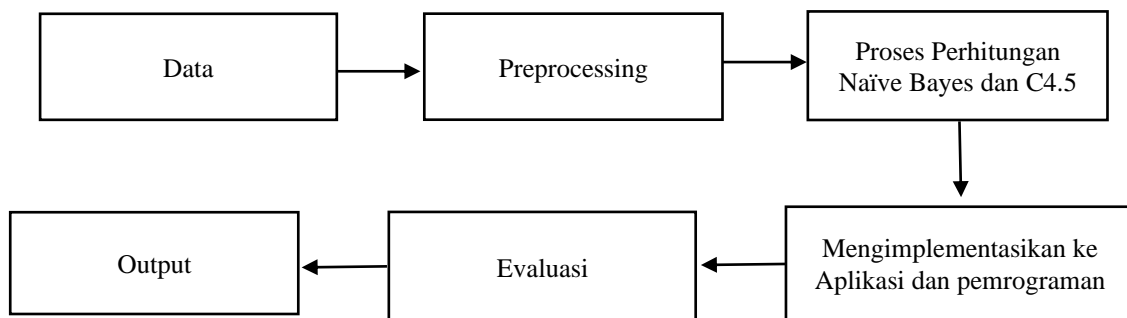 Data
Preprocessing
Proses Perhitungan
Naïve Bayes dan C4.5
Mengimplementasikan ke
Aplikasi dan pemrograman
Evaluasi
Output